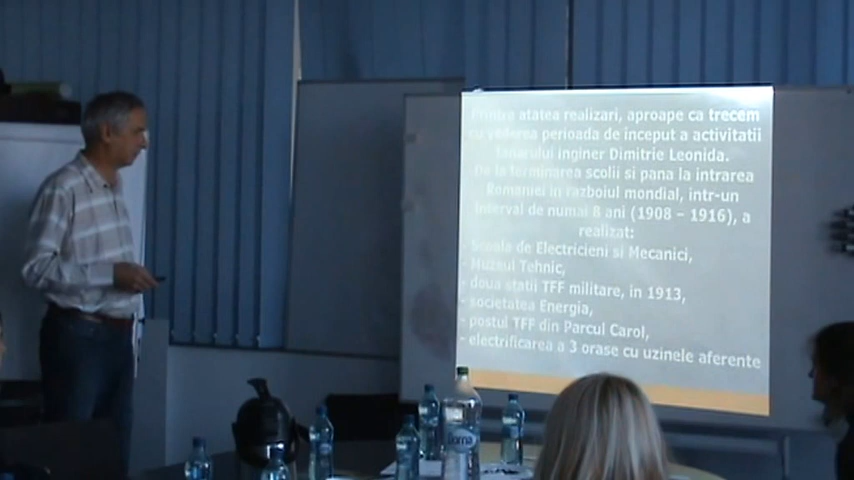 Printre atatea realizari, aproape ca trecem
cu vederea perioada de inceput a activitatii
tanarului inginer Dimitrie Leonida.
De la terminarea scolii si pana la intrarea
Romaniei in razboiul mondial, intr-un
interval de numai 8 ani (1908 – 1916), a
realizat:
- Scoala de Electricieni si Mecanici,
- Muzeul Tehnic,
- doua statii TFF militare, in 1913,
- societatea Energia,
- postul TFF din Parcul Carol,
- electrificarea a 3 orase cu uzinele aferente
Dorna